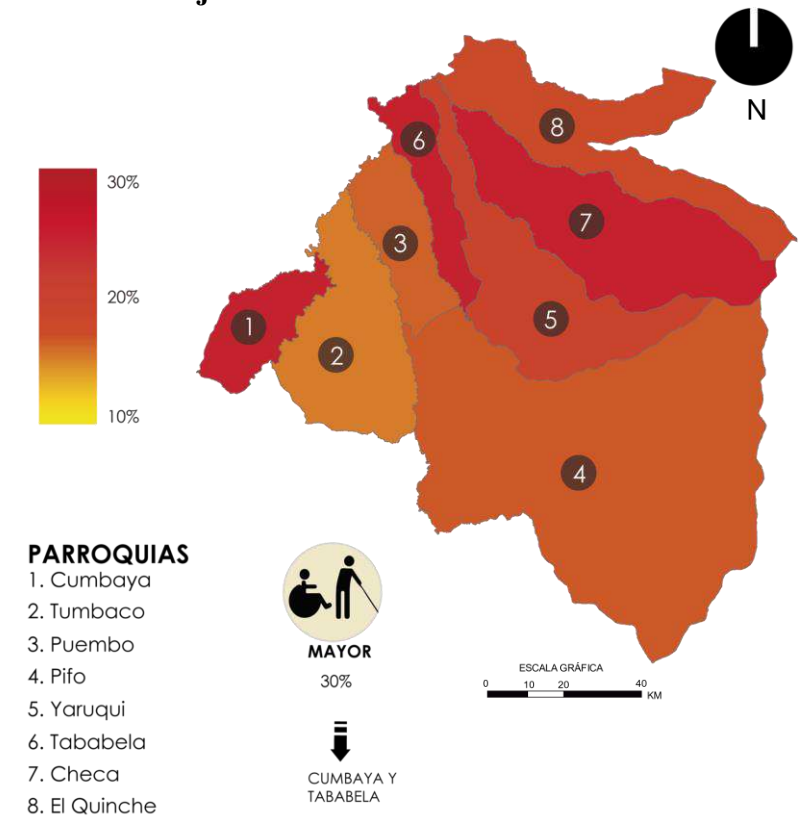 N
8
6
7
3
5
1
2
4
30%
20%
10%
PARROQUIAS
1. Cumbaya
2. Tumbaco
3. Puembo
4. Pifo
5. Yaruqui
6. Tababela
7. Checa
8. El Quinche
MAYOR
30%
CUMBAYA Y
TABABELA
ESCALA GRÁFICA
0 10 20 40
KM